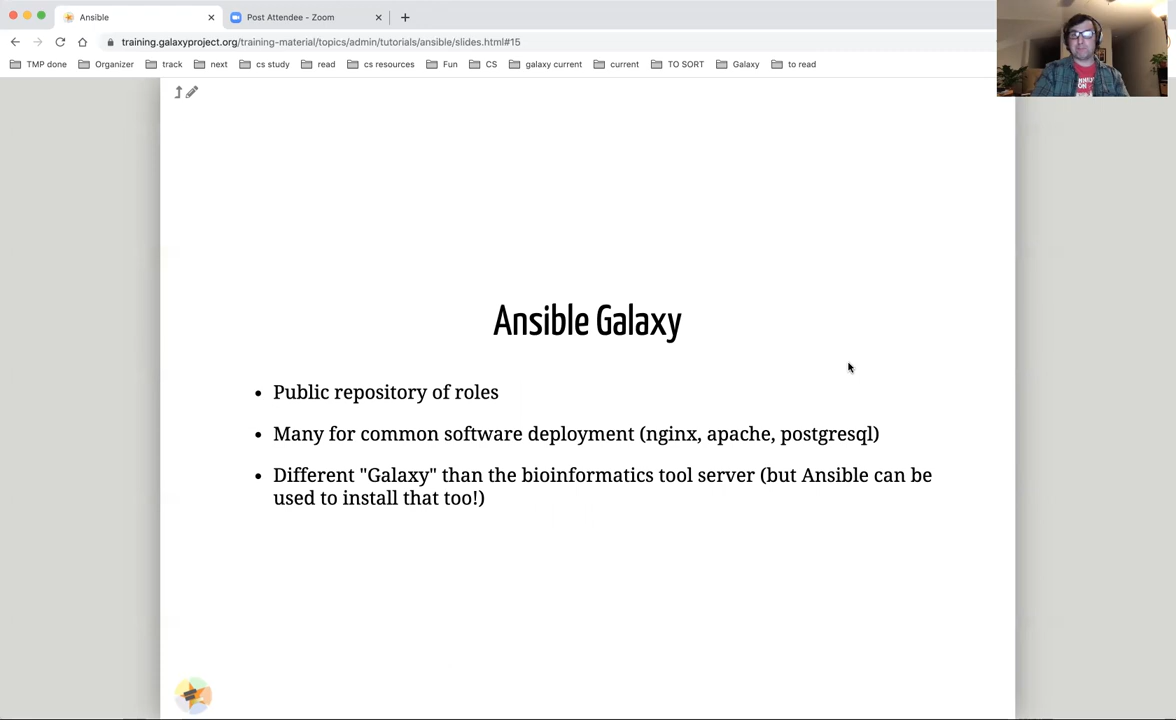 Ansible
Post Attendee - Zoom
training.galaxyproject.org/training-material/topics/admin/tutorials/ansible/slides.html#15
TMP done
Organizer
track
next
cs study
read
cs resources
Fun
CS
galaxy current
current
TO SORT
Galaxy
to read
Ansible Galaxy
• Public repository of roles
• Many for common software deployment (nginx, apache, postgresql)
• Different "Galaxy" than the bioinformatics tool server (but Ansible can be
used to install that too!)